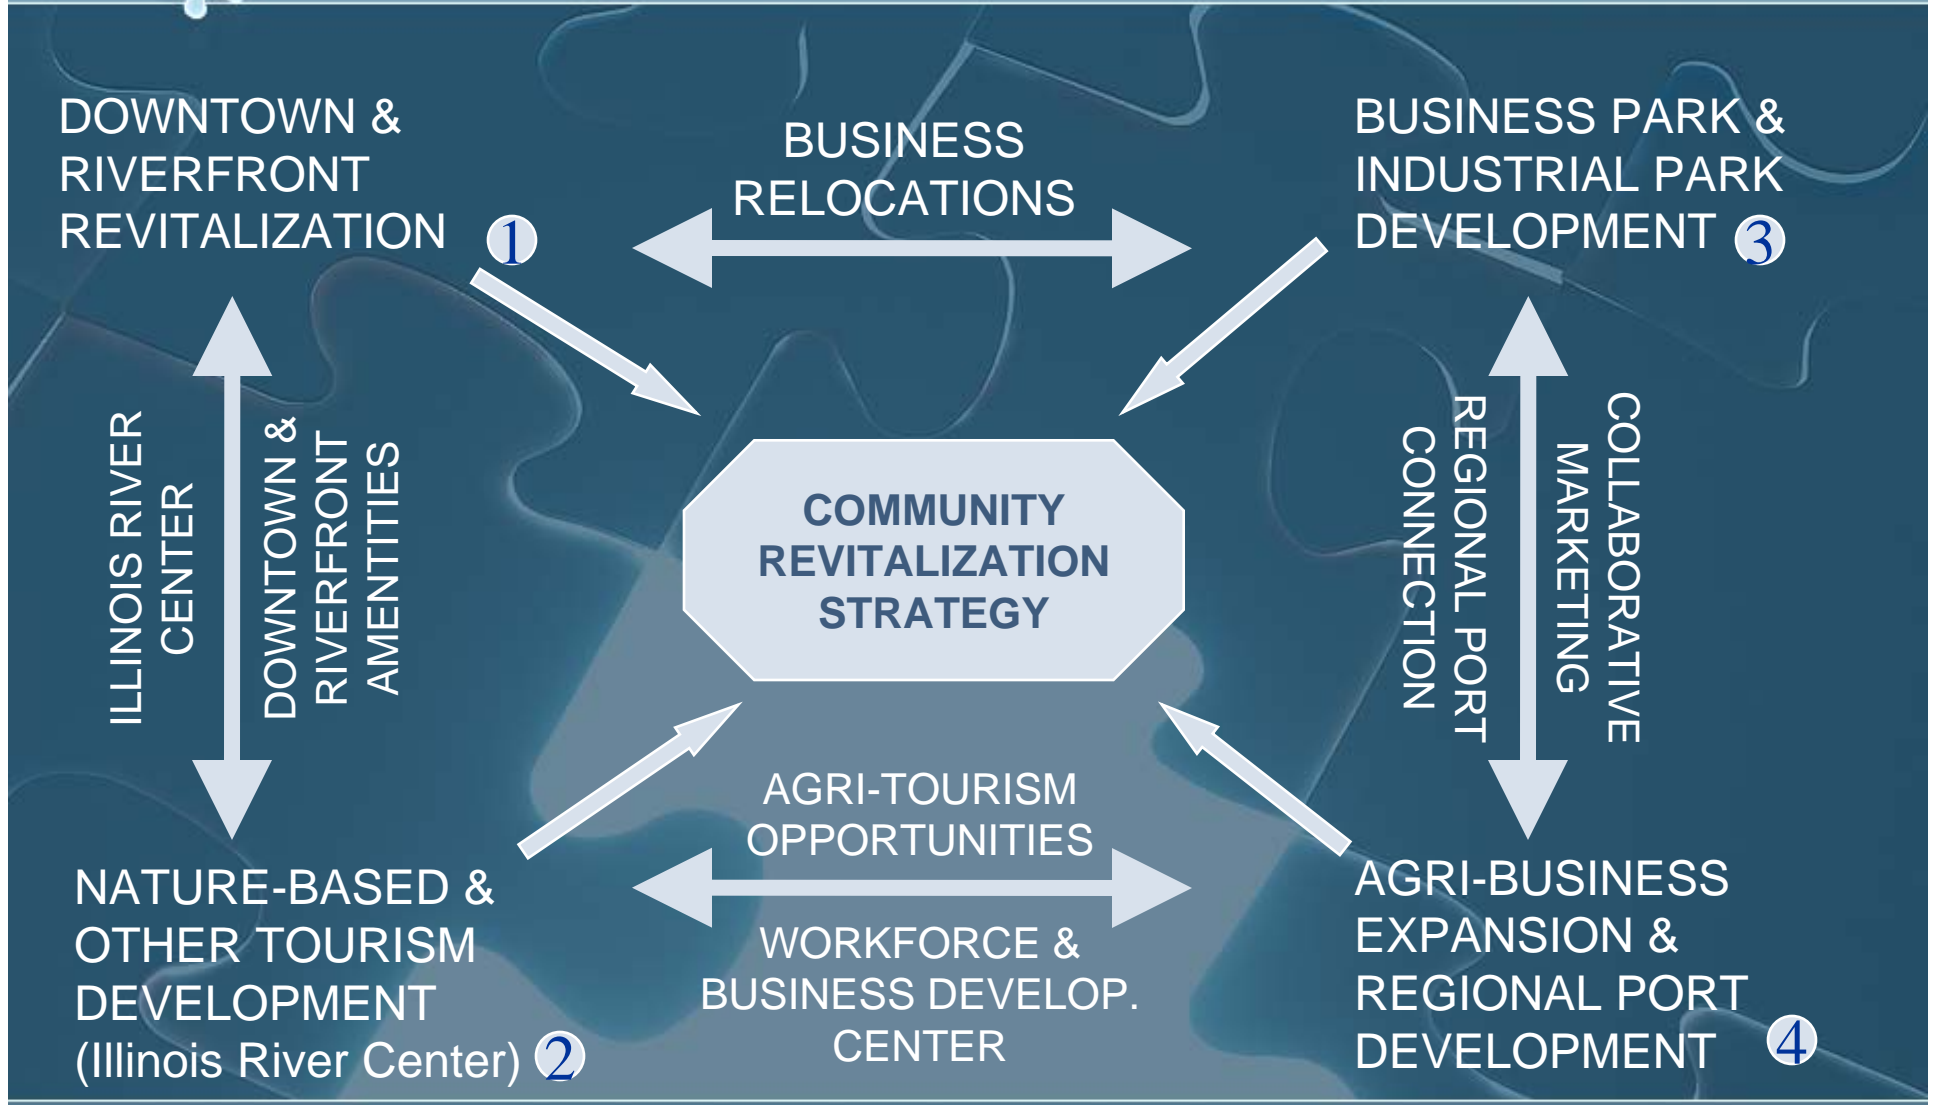 DOWNTOWN &
RIVERFRONT
REVITALIZATION 1
BUSINESS
RELOCATIONS
BUSINESS PARK &
INDUSTRIAL PARK
DEVELOPMENT 3
ILLINOIS RIVER
CENTER
DOWNTOWN &
RIVERFRONT
AMENTITIES
COMMUNITY
REVITALIZATION
STRATEGY
COLLABORATIVE
MARKETING
REGIONAL PORT
CONNECTION
NATURE-BASED &
OTHER TOURISM
DEVELOPMENT
(Illinois River Center) 2
AGRI-TOURISM
OPPORTUNITIES
WORKFORCE &
BUSINESS DEVELOP.
CENTER
AGRI-BUSINESS
EXPANSION &
REGIONAL PORT
DEVELOPMENT 4